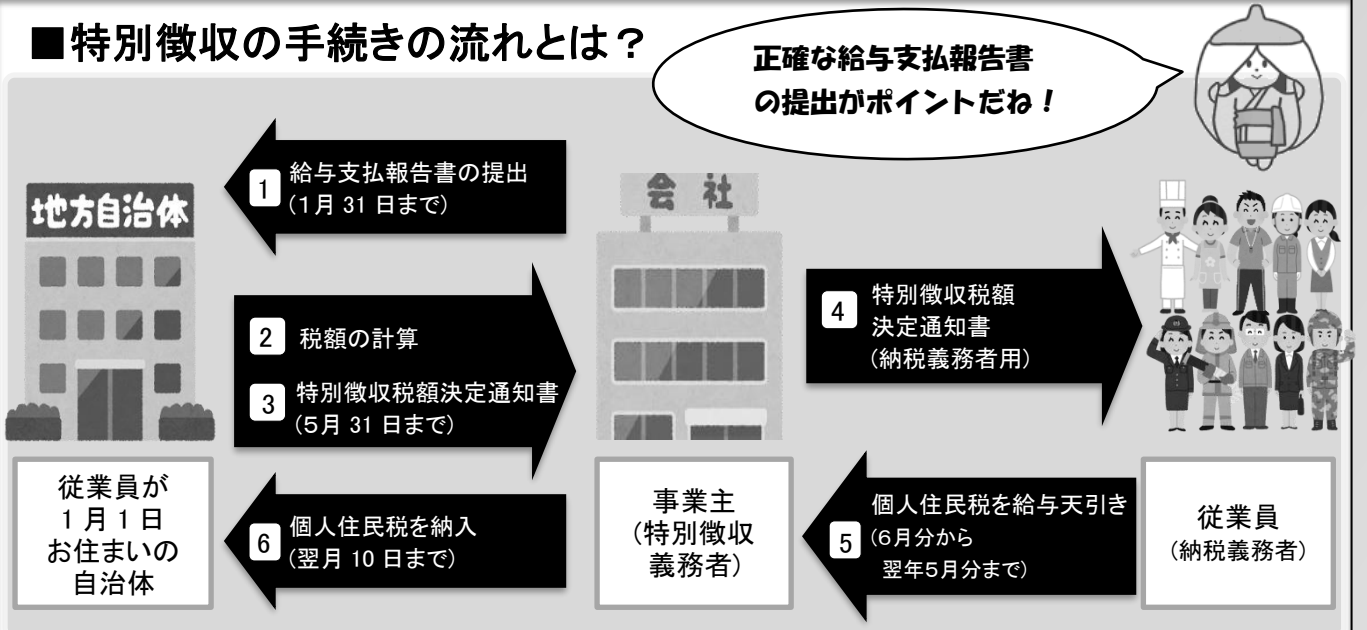 ■特別徴収の手続きの流れとは？
正確な給与支払報告書
の提出がポイントだね！
1 給与支払報告書の提出
（1月 31 日まで）
地方自治体
会社
2 税額の計算
3 特別徴収税額決定通知書
（5月 31 日まで）
4 特別徴収税額
決定通知書
（納税義務者用）
従業員が
1月1日
お住まいの
自治体
6 個人住民税を納入
（翌月 10 日まで）
事業主
（特別徴収
義務者）
5 個人住民税を給与天引き
（6月分から
翌年5月分まで）
従業員
（納税義務者）